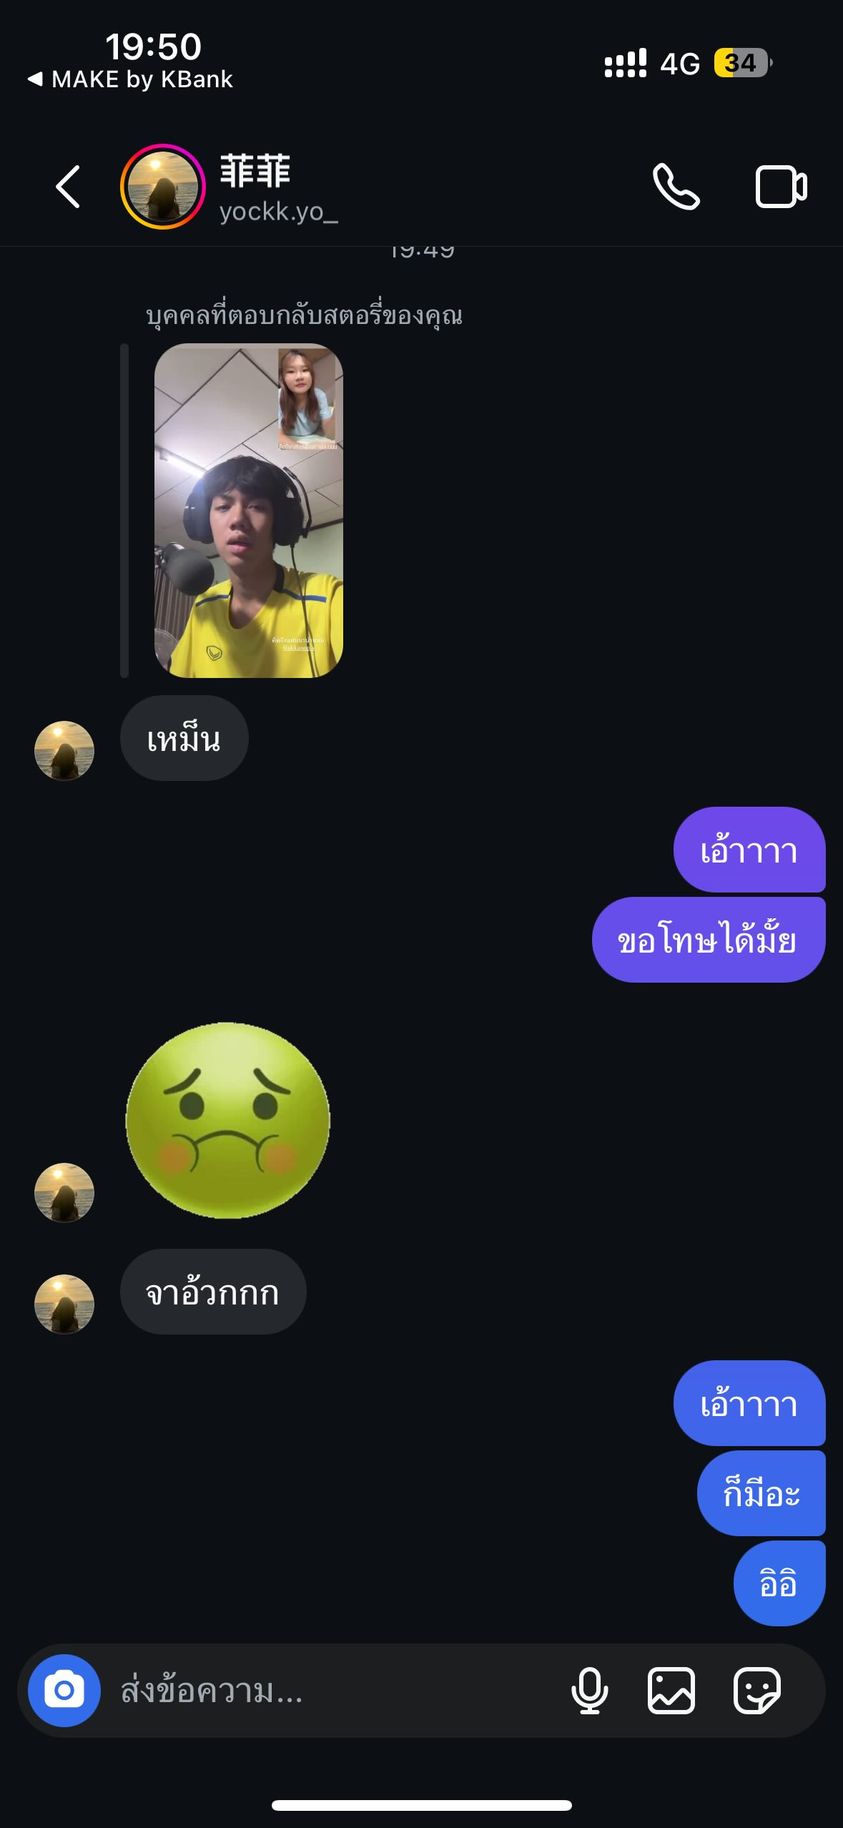 19:50
◀ MAKE by KBank
4G
34
菲菲
yockk.yo_
19:49
บุคคลที่ตอบกลับสตอรี่ของคุณ
เหม็น
เอ้าาาา
ขอโทษได้มั้ย
จาอ้วกกก
เอ้าาาา
ก็มีอะ
อิอิ
ส่งข้อความ...